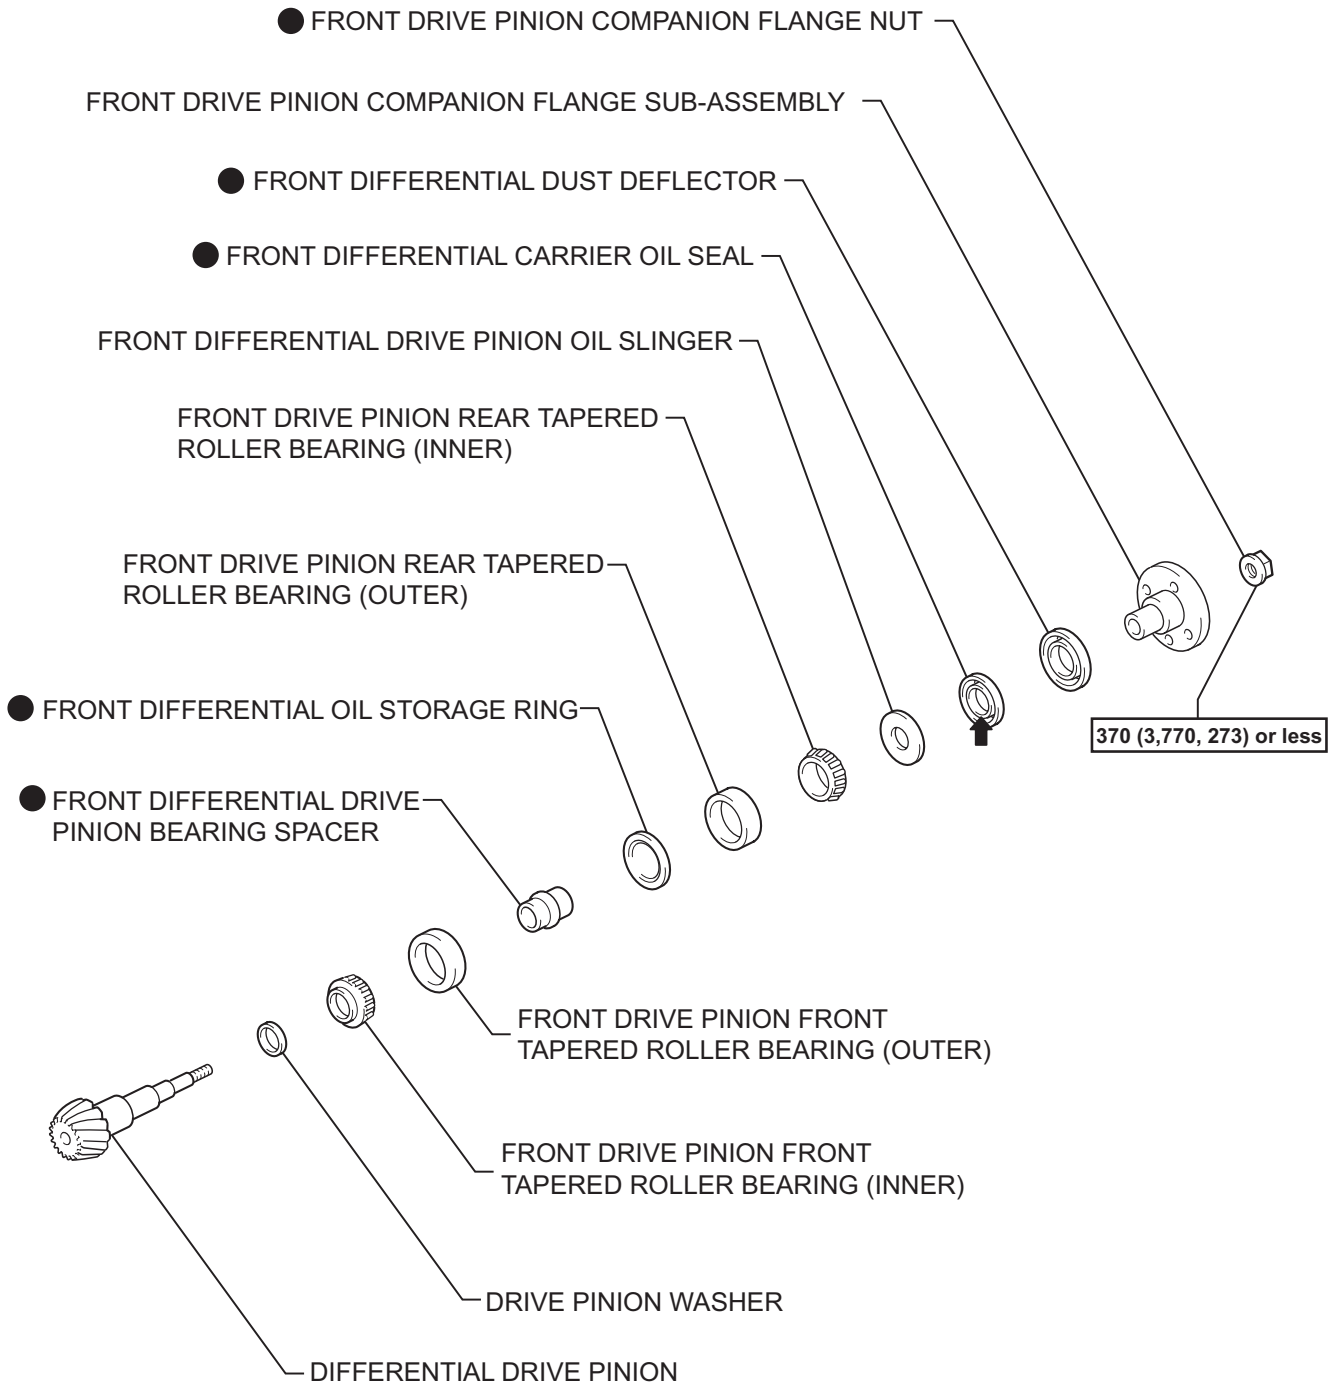 FRONT DRIVE PINION COMPANION FLANGE NUT
FRONT DRIVE PINION COMPANION FLANGE SUB-ASSEMBLY
FRONT DIFFERENTIAL DUST DEFLECTOR
FRONT DIFFERENTIAL CARRIER OIL SEAL
FRONT DIFFERENTIAL DRIVE PINION OIL SLINGER
FRONT DRIVE PINION REAR TAPERED
ROLLER BEARING (INNER)
FRONT DRIVE PINION REAR TAPERED
ROLLER BEARING (OUTER)
FRONT DIFFERENTIAL OIL STORAGE RING
370 (3,770, 273) or less
FRONT DIFFERENTIAL DRIVE
PINION BEARING SPACER
FRONT DRIVE PINION FRONT
TAPERED ROLLER BEARING (OUTER)
FRONT DRIVE PINION FRONT
TAPERED ROLLER BEARING (INNER)
DRIVE PINION WASHER
DIFFERENTIAL DRIVE PINION